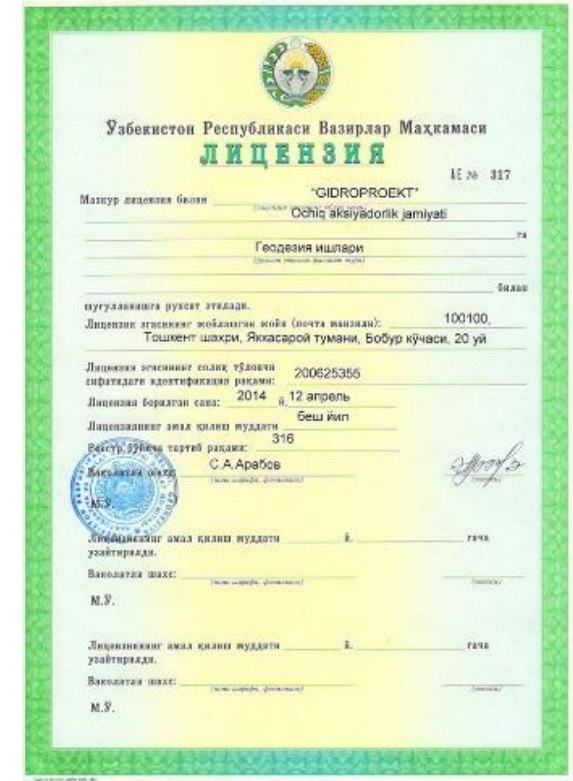 Ўзбекистон Республикаси Вазирлар Маҳкамаси
ЛИЦЕНЗИЯ
АЕ № 317
Мазкур лицензия билан "GIDROPROEKT"
Ochiq aksiyadorlik jamiyati
га
Геодезия ишлари
билан
шуғулланишга рухсат этилади.
Лицензия эгасининг жойлашган жойи (почта манзили): 100100,
Тошкент шахри, Яккасарой тумани, Бобур кўчаси, 20 уй
Лицензия эгасининг солиқ тўловчи
сифатидаги идентификация рақами: 200625355
Лицензия берилган сана: 2014 й. 12 апрель
Лицензиянинг амал қилиш муддати беш йил
Реестр бўйича тартиб рақами: 316
Ваколатли шахс: С.А.Арабов
М.Ў.
Лицензиянинг амал қилиш муддати й. гача
узайтирилди.
Ваколатли шахс:
М.Ў.
Лицензиянинг амал қилиш муддати й. гача
узайтирилди.
Ваколатли шахс:
М.Ў.